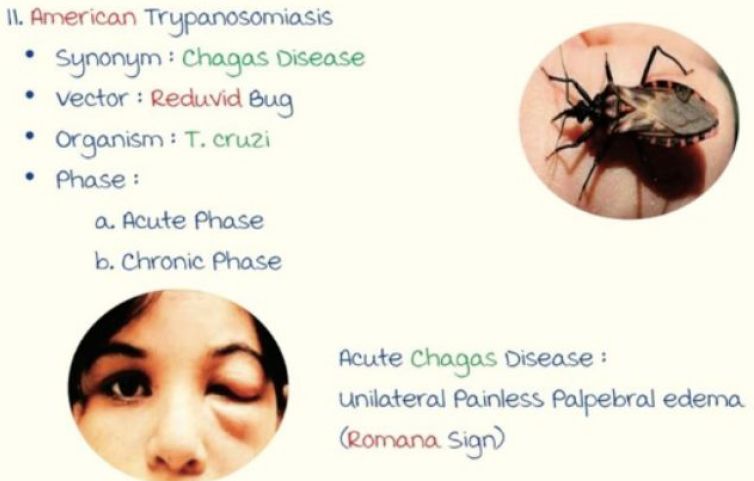 II. American Trypanosomiasis
• Synonym : Chagas Disease
• Vector : Reduvid Bug
• Organism : T. cruzi
• Phase :
a. Acute Phase
b. Chronic Phase
Acute Chagas Disease :
Unilateral Painless Palpebral edema
(Romana Sign)